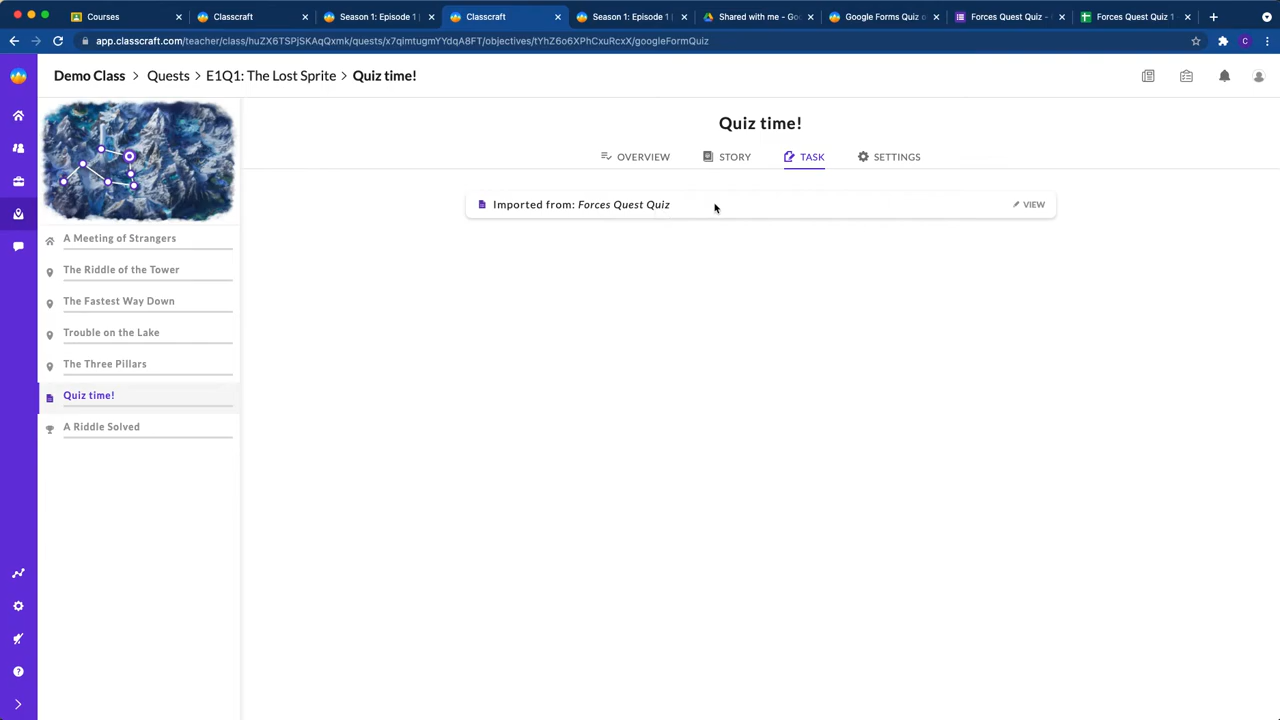 Courses
Classcraft
Season 1: Episode 1
Classcraft
Season 1: Episode 1
Shared with me - Goo
Google Forms Quiz o
Forces Quest Quiz -
Forces Quest Quiz 1
app.classcraft.com/teacher/class/huZX6TSPjSKAqQxmk/quests/x7qimtugmYYdqA8FT/objectives/tYhZ6o6XPhCxuRcxX/googleFormQuiz
C
Demo Class > Quests > E1Q1: The Lost Sprite > Quiz time!
Quiz time!
OVERVIEW
STORY
TASK
SETTINGS
Imported from: Forces Quest Quiz
VIEW
A Meeting of Strangers
The Riddle of the Tower
The Fastest Way Down
Trouble on the Lake
The Three Pillars
Quiz time!
A Riddle Solved